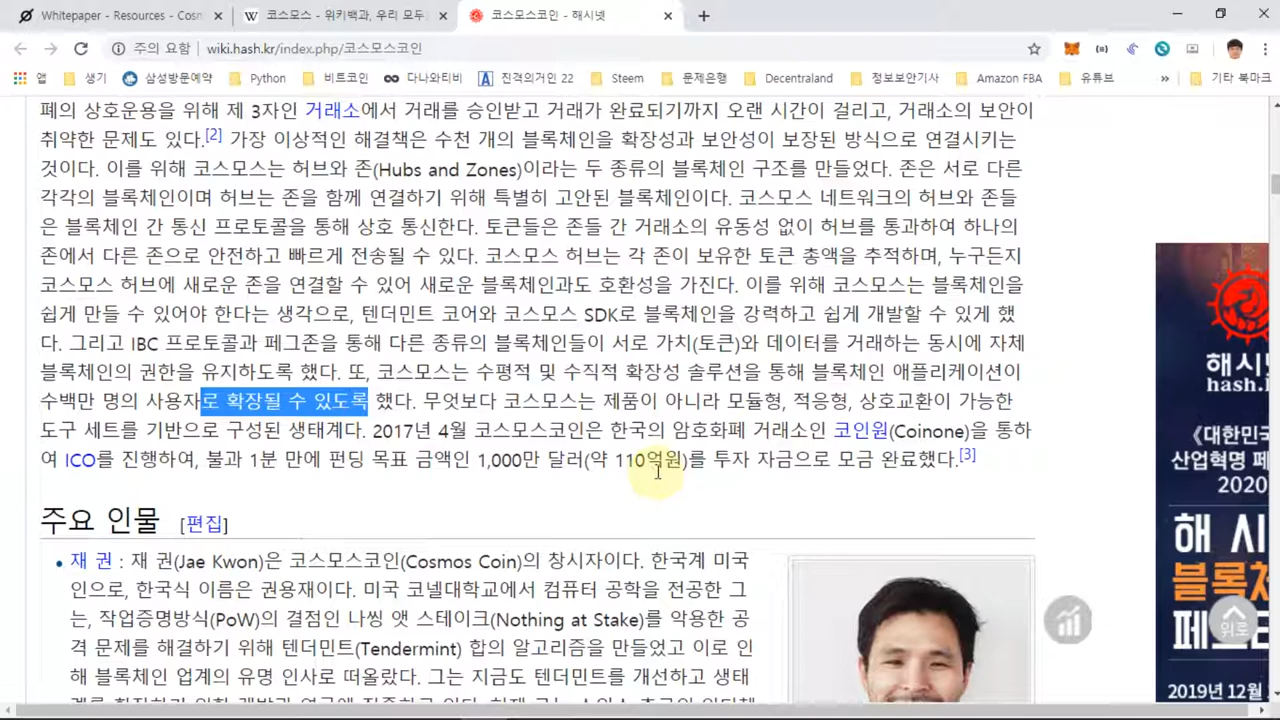 Whitepaper - Resources - Cosm
코스모스 - 위키백과, 우리 모두
코스모스코인 - 해시넷
주의 요함
wiki.hash.kr/index.php/코스모스코인
앱
생기
삼성방문예약
Python
비트코인
다나와티비
진격의거인 22
Steem
문제은행
Decentraland
정보보안기사
Amazon FBA
유튜브
»
기타 북마크
폐의 상호운용을 위해 제 3자인 거래소에서 거래를 승인받고 거래가 완료되기까지 오랜 시간이 걸리고, 거래소의 보안이
취약한 문제도 있다.[2] 가장 이상적인 해결책은 수천 개의 블록체인을 확장성과 보안성이 보장된 방식으로 연결시키는
것이다. 이를 위해 코스모스는 허브와 존(Hubs and Zones)이라는 두 종류의 블록체인 구조를 만들었다. 존은 서로 다른
각각의 블록체인이며 허브는 존을 함께 연결하기 위해 특별히 고안된 블록체인이다. 코스모스 네트워크의 허브와 존들
은 블록체인 간 통신 프로토콜을 통해 상호 통신한다. 토큰들은 존들 간 거래소의 유동성 없이 허브를 통과하여 하나의
존에서 다른 존으로 안전하고 빠르게 전송될 수 있다. 코스모스 허브는 각 존이 보유한 토큰 총액을 추적하며, 누구든지
코스모스 허브에 새로운 존을 연결할 수 있어 새로운 블록체인과도 호환성을 가진다. 이를 위해 코스모스는 블록체인을
쉽게 만들 수 있어야 한다는 생각으로, 텐더민트 코어와 코스모스 SDK로 블록체인을 강력하고 쉽게 개발할 수 있게 했
다. 그리고 IBC 프로토콜과 페그존을 통해 다른 종류의 블록체인들이 서로 가치(토큰)와 데이터를 거래하는 동시에 자체
블록체인의 권한을 유지하도록 했다. 또, 코스모스는 수평적 및 수직적 확장성 솔루션을 통해 블록체인 애플리케이션이
수백만 명의 사용자로 확장될 수 있도록 했다. 무엇보다 코스모스는 제품이 아니라 모듈형, 적응형, 상호교환이 가능한
도구 세트를 기반으로 구성된 생태계다. 2017년 4월 코스모스코인은 한국의 암호화폐 거래소인 코인원(Coinone)을 통하
여 ICO를 진행하여, 불과 1분 만에 펀딩 목표 금액인 1,000만 달러(약 110억원)를 투자 자금으로 모금 완료했다.[3]
주요 인물 [편집]
• 재 권 : 재 권(Jae Kwon)은 코스모스코인(Cosmos Coin)의 창시자이다. 한국계 미국
인으로, 한국식 이름은 권용재이다. 미국 코넬대학교에서 컴퓨터 공학을 전공한 그
는, 작업증명방식(PoW)의 결점인 나씽 앳 스테이크(Nothing at Stake)를 악용한 공
격 문제를 해결하기 위해 텐더민트(Tendermint) 합의 알고리즘을 만들었고 이로 인
해 블록체인 업계의 유명 인사로 떠올랐다. 그는 지금도 텐더민트를 개선하고 생태
해시
hash.
《대한민국
산업혁명 페
2020
해 시
블록체
페스트
위로
2019년 12월